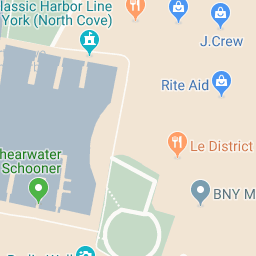 lassic Harbor Line
York (North Cove)
J.Crew
Rite Aid
Le District
hearwater
Schooner
BNY M